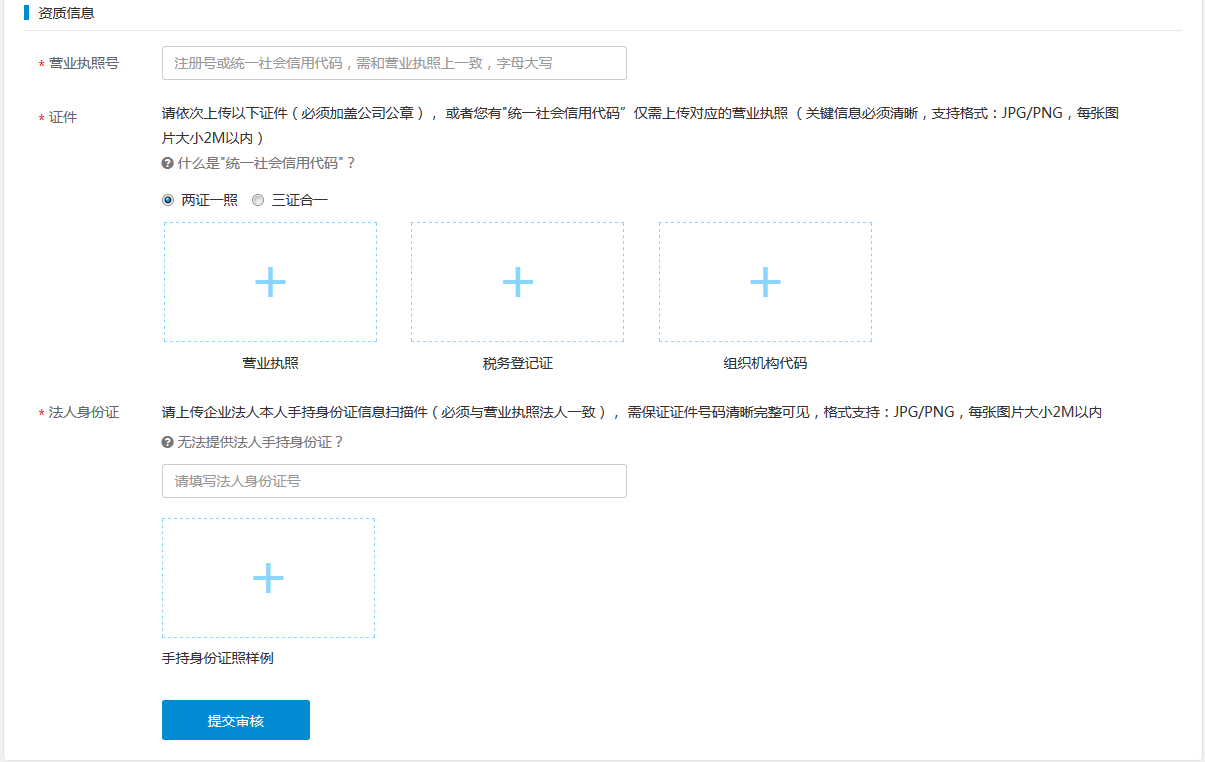 资质信息
* 营业执照号
注册号或统一社会信用代码，需和营业执照上一致，字母大写
* 证件
请依次上传以下证件（必须加盖公司公章），或者您有"统一社会信用代码”仅需上传对应的营业执照（关键信息必须清晰，支持格式：JPG/PNG，每张图
片大小2M以内）
什么是"统一社会信用代码"？
两证一照 三证合一
营业执照 税务登记证 组织机构代码
* 法人身份证
请上传企业法人本人手持身份证信息扫描件（必须与营业执照法人一致），需保证证件号码清晰完整可见，格式支持：JPG/PNG，每张图片大小2M以内
无法提供法人手持身份证？
请填写法人身份证号
手持身份证照样例
提交审核